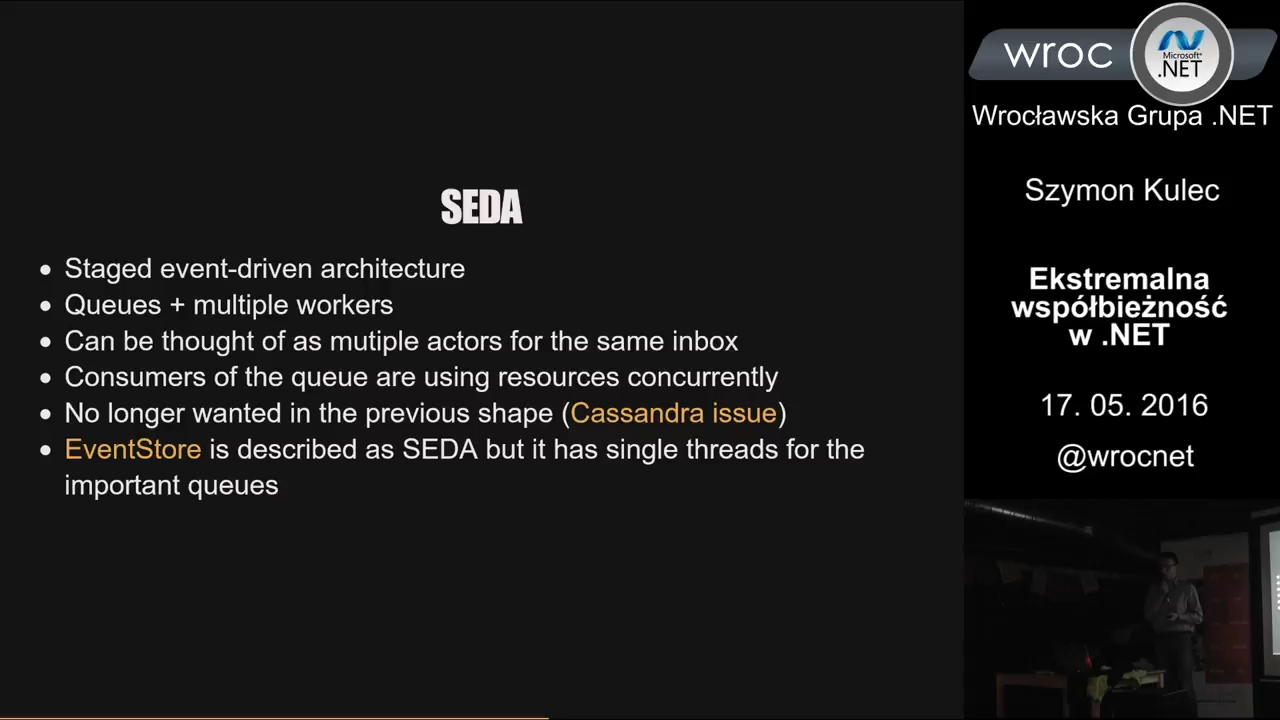 SEDA
Staged event-driven architecture
Queues + multiple workers
Can be thought of as mutiple actors for the same inbox
Consumers of the queue are using resources concurrently
No longer wanted in the previous shape (Cassandra issue)
EventStore is described as SEDA but it has single threads for the
important queues
wroc
Microsoft®
.NET
Wrocławska Grupa .NET
Szymon Kulec
Ekstremalna
współbieżność
w .NET
17. 05. 2016
@wrocnet